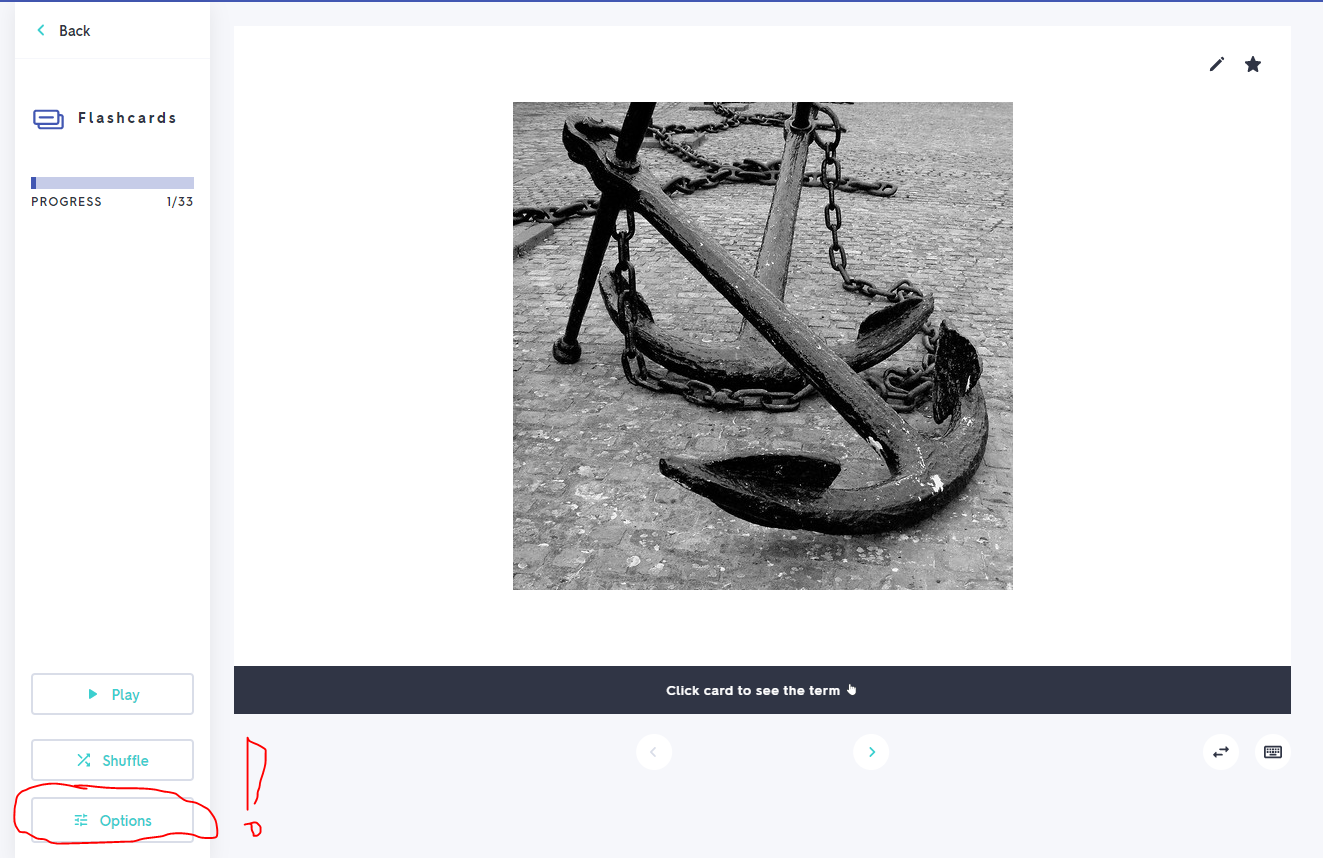 Back
Flashcards
PROGRESS 1/33
Play
Shuffle
Options
Click card to see the term
!